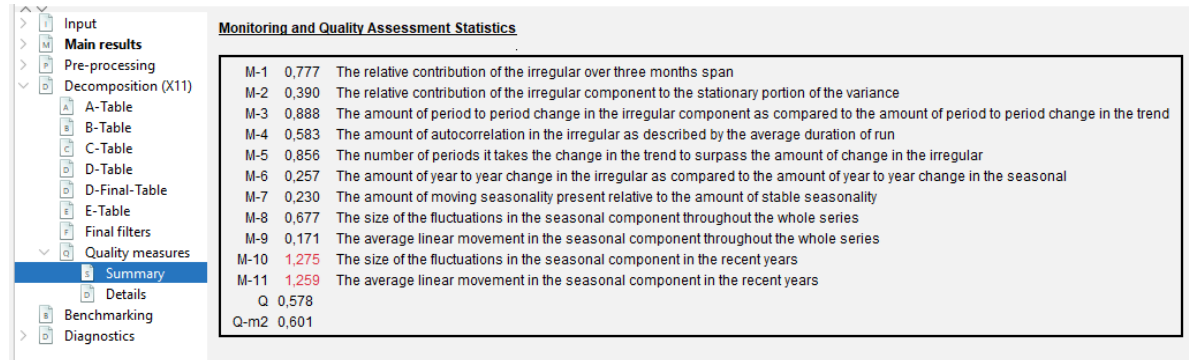 Input
Main results
Pre-processing
Decomposition (X11)
A-Table
B-Table
C-Table
D-Table
D-Final-Table
E-Table
Final filters
Quality measures
Summary
Details
Benchmarking
Diagnostics
Monitoring and Quality Assessment Statistics
M-1 0,777 The relative contribution of the irregular over three months span
M-2 0,390 The relative contribution of the irregular component to the stationary portion of the variance
M-3 0,888 The amount of period to period change in the irregular component as compared to the amount of period to period change in the trend
M-4 0,583 The amount of autocorrelation in the irregular as described by the average duration of run
M-5 0,856 The number of periods it takes the change in the trend to surpass the amount of change in the irregular
M-6 0,257 The amount of year to year change in the irregular as compared to the amount of year to year change in the seasonal
M-7 0,230 The amount of moving seasonality present relative to the amount of stable seasonality
M-8 0,677 The size of the fluctuations in the seasonal component throughout the whole series
M-9 0,171 The average linear movement in the seasonal component throughout the whole series
M-10 1,275 The size of the fluctuations in the seasonal component in the recent years
M-11 1,259 The average linear movement in the seasonal component in the recent years
Q 0,578
Q-m2 0,601